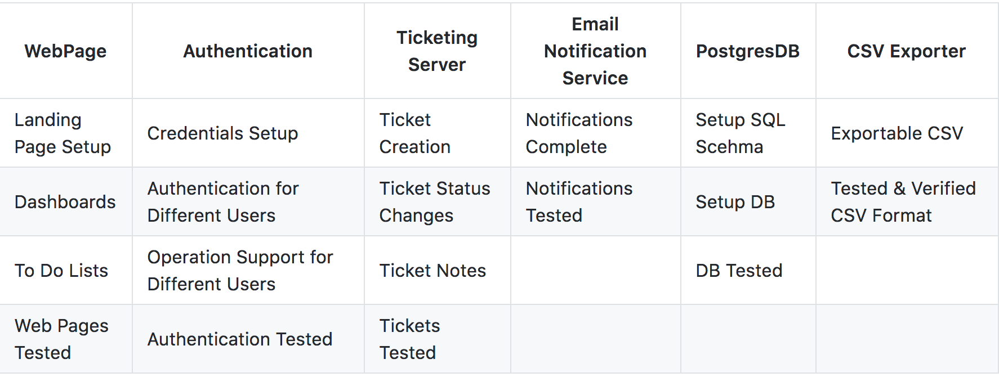 WebPage
Authentication
Ticketing
Server
Email
Notification
Service
PostgresDB
CSV Exporter
Landing
Page Setup
Credentials Setup
Ticket
Creation
Notifications
Complete
Setup SQL
Scehma
Exportable CSV
Dashboards
Authentication for
Different Users
Ticket Status
Changes
Notifications
Tested
Setup DB
Tested & Verified
CSV Format
To Do Lists
Operation Support for
Different Users
Ticket Notes
DB Tested
Web Pages
Tested
Authentication Tested
Tickets
Tested